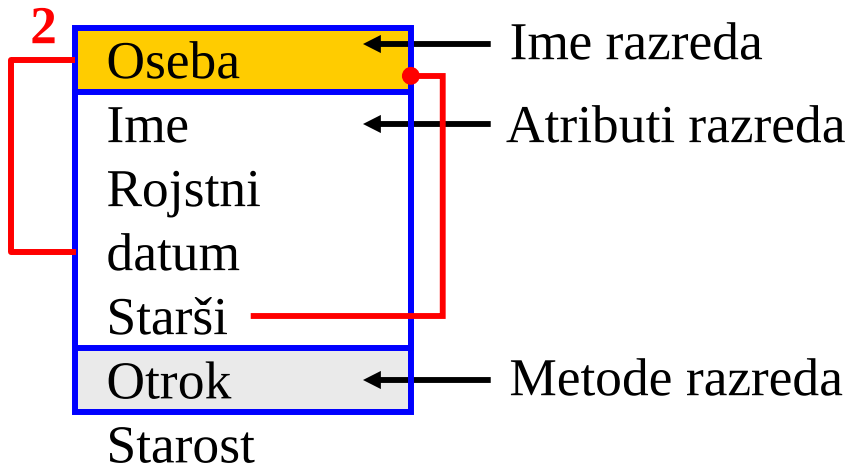 2
Oseba
Ime razreda
Ime
Atributi razreda
Rojstni
datum
Starši
Otrok
Metode razreda
Starost